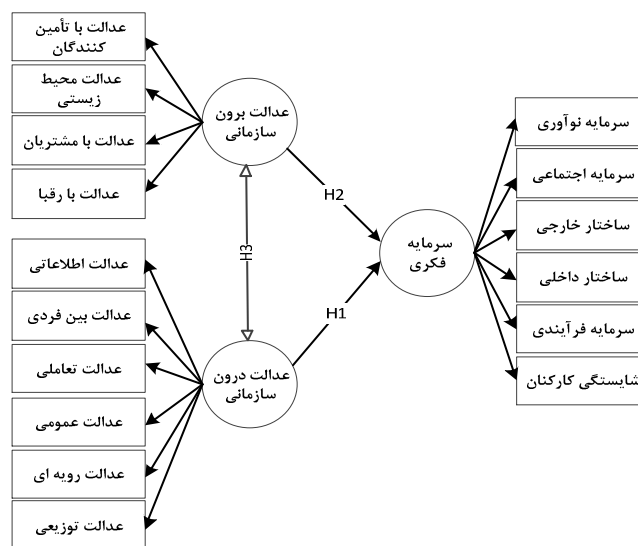 عدالت با تأمین
کنندگان
عدالت محیط
زیستی
عدالت با مشتریان
عدالت با رقبا
عدالت برون
سازمانی
عدالت اطلاعاتی
عدالت بین فردی
عدالت تعاملی
عدالت عمومی
عدالت رویه ای
عدالت توزیعی
عدالت درون
سازمانی
H2
H3
H1
سرمایه
فکری
سرمایه نوآوری
سرمایه اجتماعی
ساختار خارجی
ساختار داخلی
سرمایه فرآیندی
شایستگی کارکنان